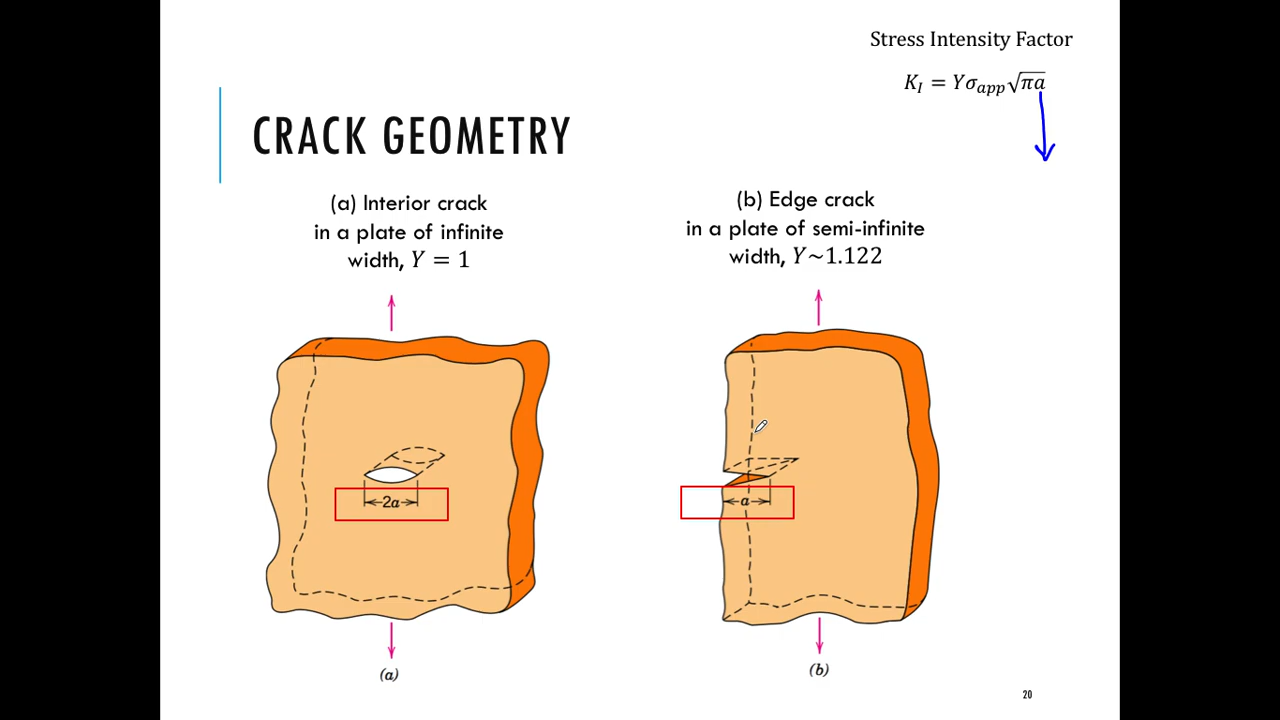 Stress Intensity Factor
K_I = Yσ_app√πa
CRACK GEOMETRY
(a) Interior crack
in a plate of infinite
width, Y = 1
(b) Edge crack
in a plate of semi-infinite
width, Y~1.122
2a
a
(a)
(b)
20